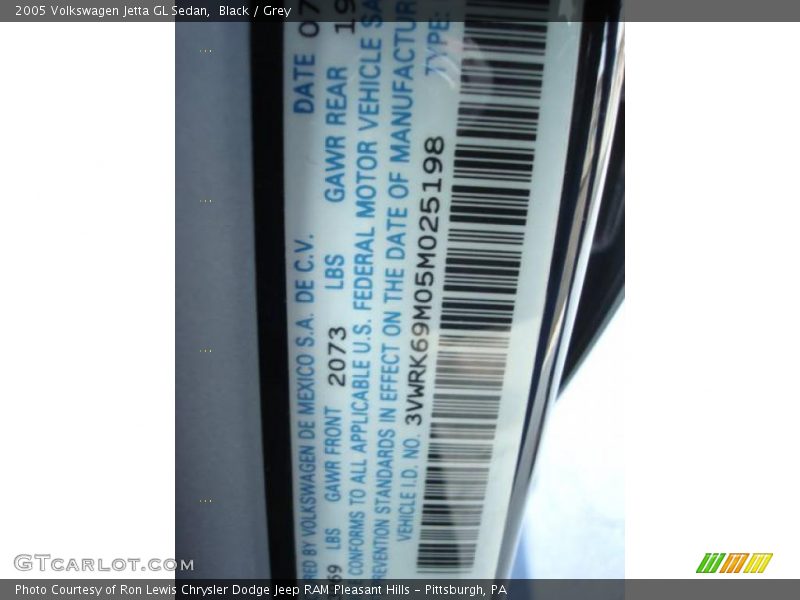 2005 Volkswagen Jetta GL Sedan, Black / Grey
BY VOLKSWAGEN DE MEXICO S.A. DE C.V. DATE 07
69 LBS GAWR FRONT 2073 LBS GAWR REAR 19
CONFORMS TO ALL APPLICABLE U.S. FEDERAL MOTOR VEHICLE SA
REVENTION STANDARDS IN EFFECT ON THE DATE OF MANUFACTUR
VEHICLE I.D. NO. 3VWRK69M05M025198 TYPE:
GTCARLOT.COM
Photo Courtesy of Ron Lewis Chrysler Dodge Jeep RAM Pleasant Hills - Pittsburgh, PA